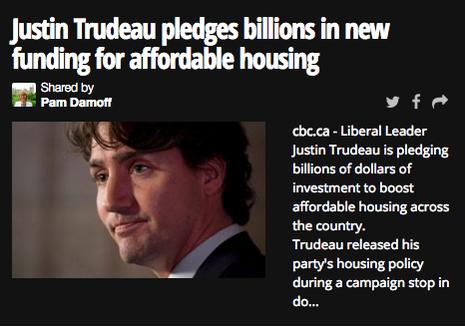 Justin Trudeau pledges billions in new
funding for affordable housing
Shared by
Pam Damoff
cbc.ca - Liberal Leader
Justin Trudeau is pledging
billions of dollars of
investment to boost
affordable housing across
the country.
Trudeau released his
party's housing policy
during a campaign stop in
do...